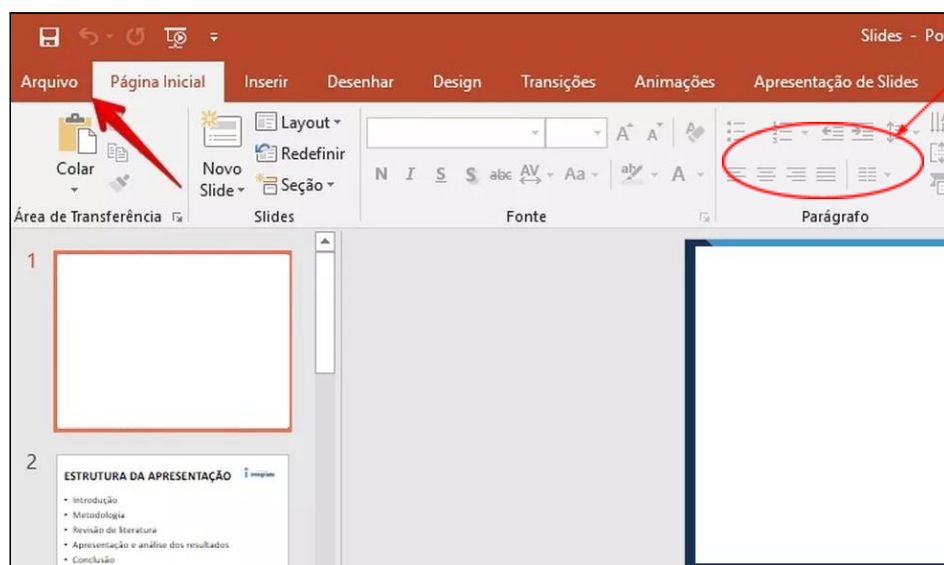 Slides - Po
Arquivo Página Inicial Inserir Desenhar Design Transições Animações Apresentação de Slides
Colar
Novo
Slide
Layout
Redefinir
Seção
N I S S abc AV Aa A
Área de Transferência Slides Fonte Parágrafo
1
2
ESTRUTURA DA APRESENTAÇÃO
• Introdução
• Metodologia
• Revisão de literatura
• Apresentação e análise dos resultados
• Conclusão